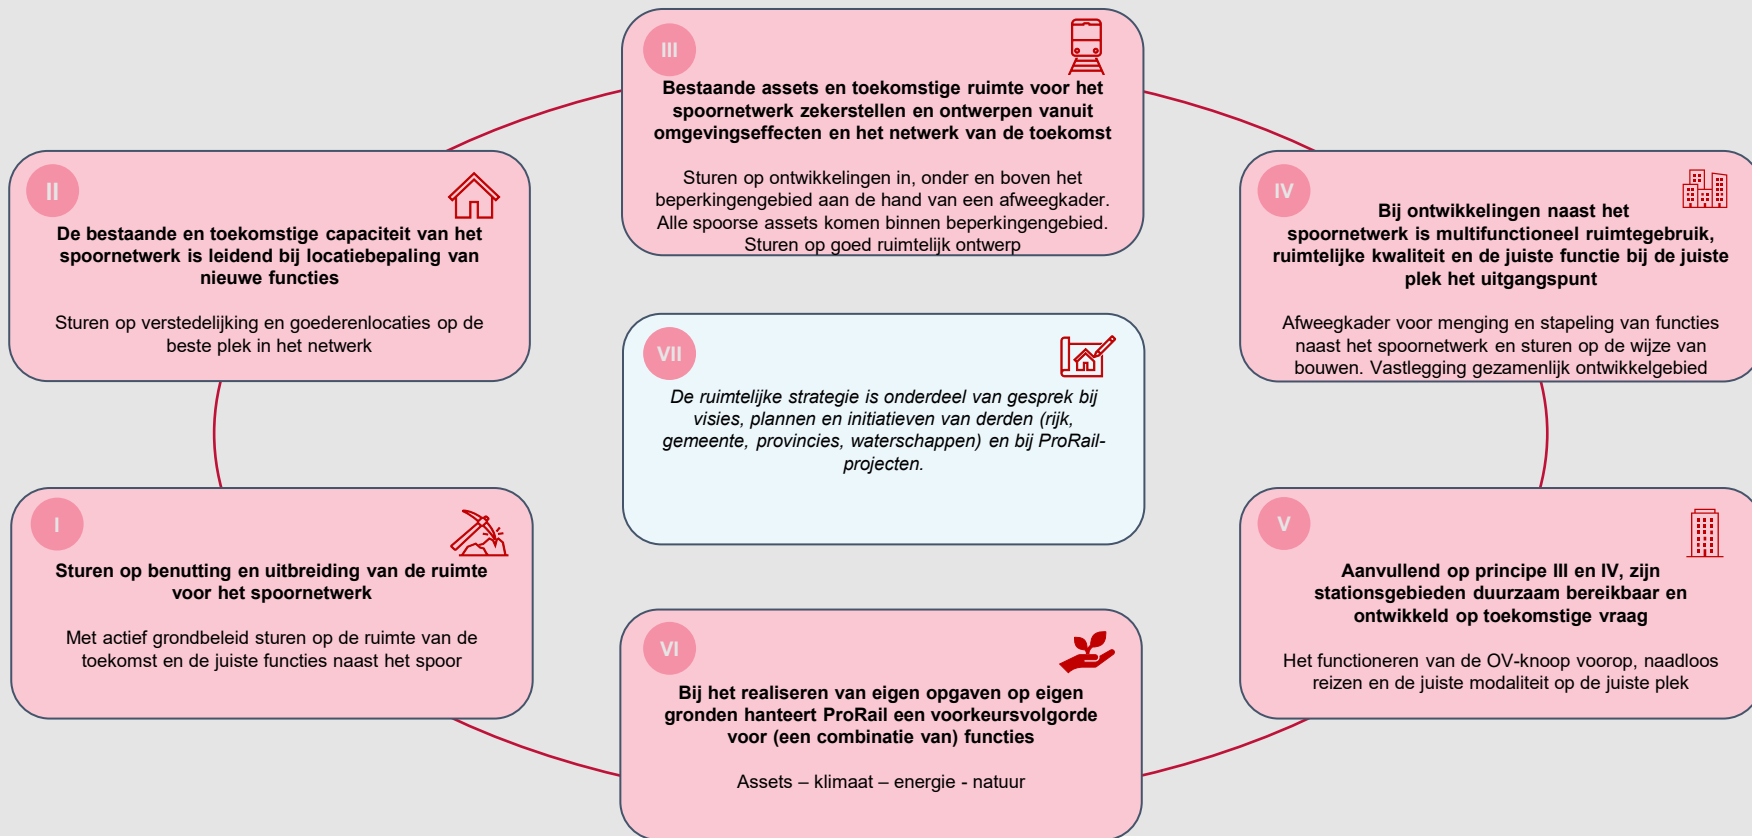 III
Bestaande assets en toekomstige ruimte voor het
spoornetwerk zekerstellen en ontwerpen vanuit
omgevingseffecten en het netwerk van de toekomst
Sturen op ontwikkelingen in, onder en boven het
beperkingengebied aan de hand van een afweegkader.
Alle spoorse assets komen binnen beperkingengebied.
Sturen op goed ruimtelijk ontwerp
II
De bestaande en toekomstige capaciteit van het
spoornetwerk is leidend bij locatiebepaling van
nieuwe functies
Sturen op verstedelijking en goederenlocaties op de
beste plek in het netwerk
IV
Bij ontwikkelingen naast het
spoornetwerk is multifunctioneel ruimtegebruik,
ruimtelijke kwaliteit en de juiste functie bij de juiste
plek het uitgangspunt
Afweegkader voor menging en stapeling van functies
naast het spoornetwerk en sturen op de wijze van
bouwen. Vastlegging gezamenlijk ontwikkelgebied
VII
De ruimtelijke strategie is onderdeel van gesprek bij
visies, plannen en initiatieven van derden (rijk,
gemeente, provincies, waterschappen) en bij ProRail-
projecten.
I
Sturen op benutting en uitbreiding van de ruimte
voor het spoornetwerk
Met actief grondbeleid sturen op de ruimte van de
toekomst en de juiste functies naast het spoor
V
Aanvullend op principe III en IV, zijn
stationsgebieden duurzaam bereikbaar en
ontwikkeld op toekomstige vraag
Het functioneren van de OV-knoop voorop, naadloos
reizen en de juiste modaliteit op de juiste plek
VI
Bij het realiseren van eigen opgaven op eigen
gronden hanteert ProRail een voorkeursvolgorde
voor (een combinatie van) functies
Assets – klimaat – energie - natuur